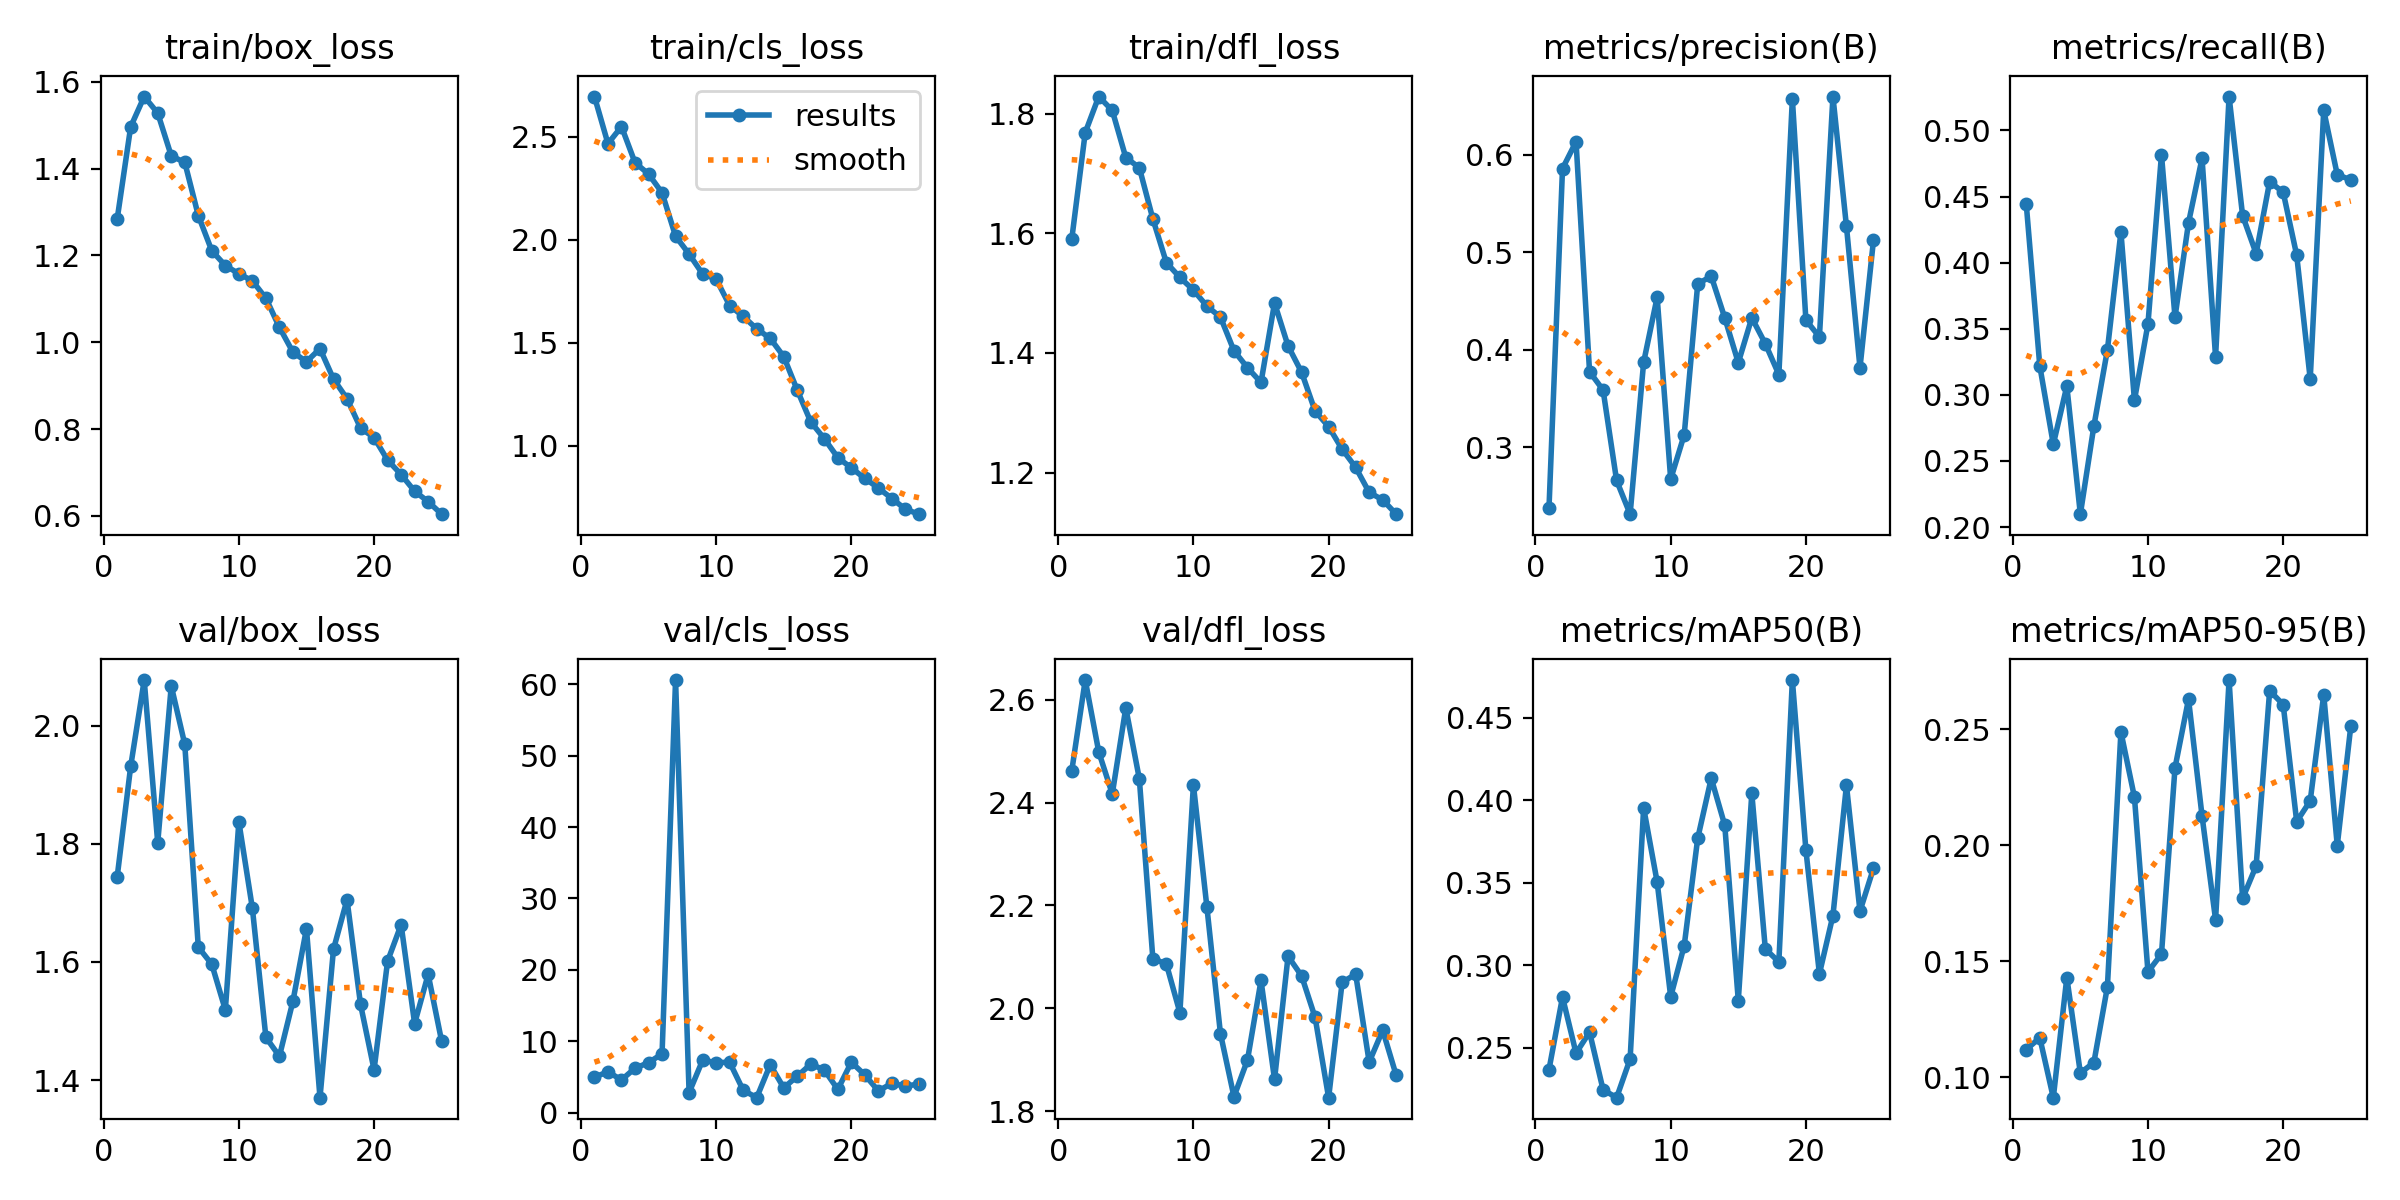 train/box_loss
train/cls_loss
train/dfl_loss
metrics/precision(B)
metrics/recall(B)
1.6
1.4
1.2
1.0
0.8
0.6
0 10 20
results
smooth
2.5
2.0
1.5
1.0
0 10 20
1.8
1.6
1.4
1.2
0 10 20
0.6
0.5
0.4
0.3
0 10 20
0.50
0.45
0.40
0.35
0.30
0.25
0.20
0 10 20
val/box_loss
val/cls_loss
val/dfl_loss
metrics/mAP50(B)
metrics/mAP50-95(B)
2.0
1.8
1.6
1.4
0 10 20
60
50
40
30
20
10
0
0 10 20
2.6
2.4
2.2
2.0
1.8
0 10 20
0.45
0.40
0.35
0.30
0.25
0 10 20
0.25
0.20
0.15
0.10
0 10 20